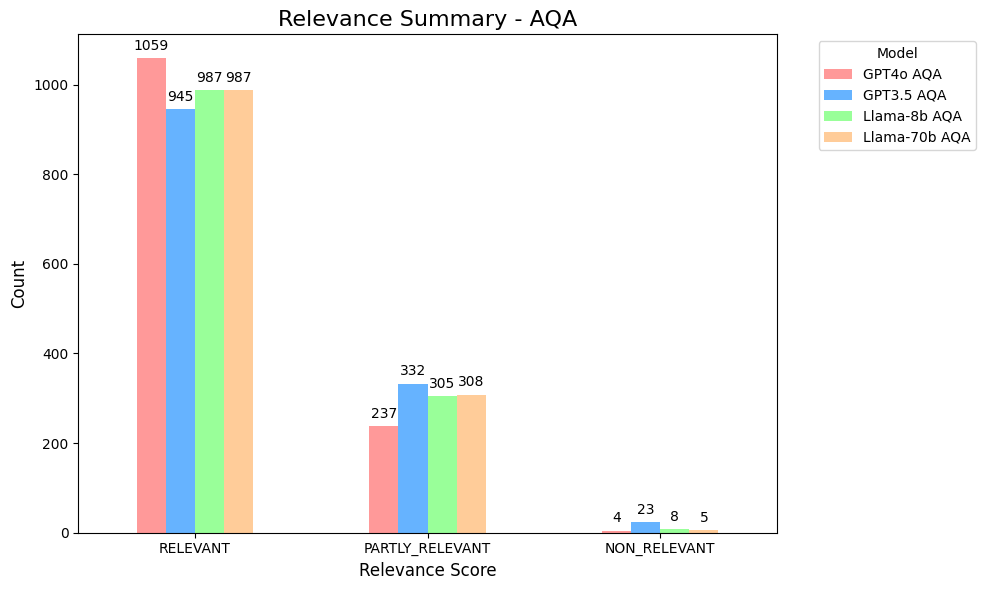 Relevance Summary - AQA
Model
GPT4o AQA
GPT3.5 AQA
Llama-8b AQA
Llama-70b AQA
Count
1000
800
600
400
200
0
1059
945
987
987
237
332
305
308
4
23
8
5
RELEVANT
PARTLY_RELEVANT
NON_RELEVANT
Relevance Score